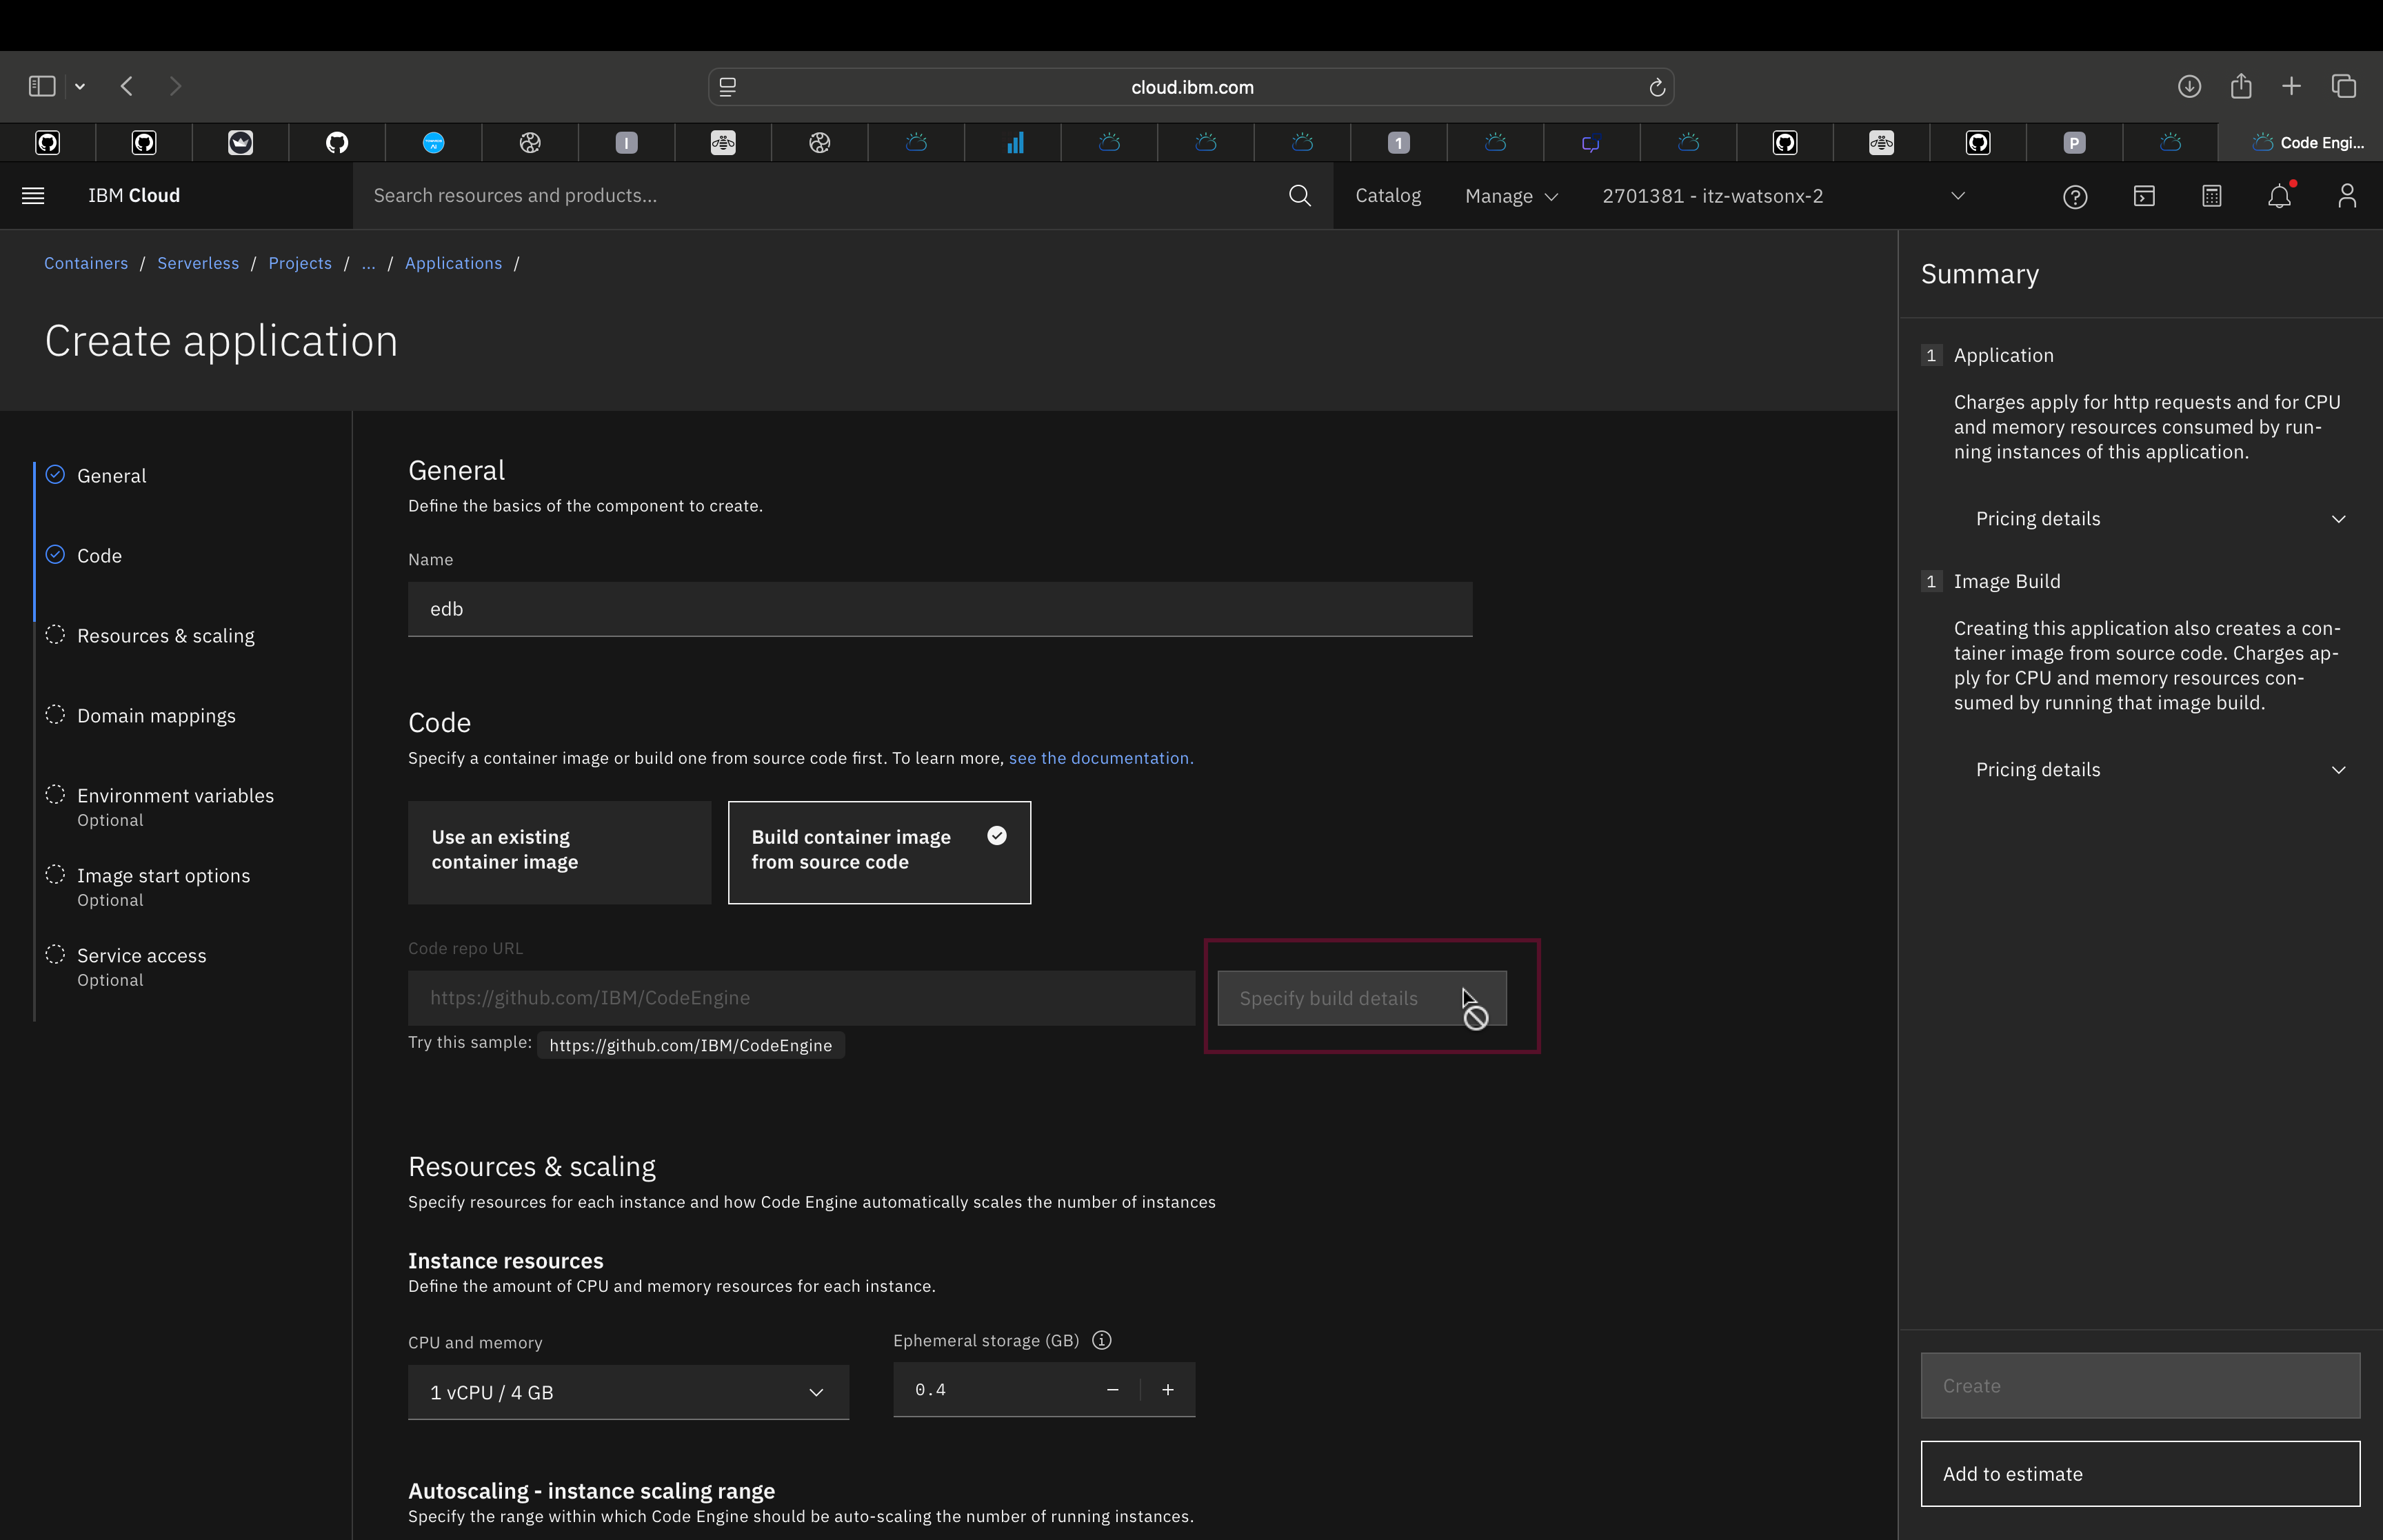 cloud.ibm.com
I
1
P
Code Engi...
IBM Cloud
Search resources and products...
Catalog
Manage
2701381 - itz-watsonx-2
Containers / Serverless / Projects / ... / Applications /
Create application
General
Code
Resources & scaling
Domain mappings
Environment variables
Optional
Image start options
Optional
Service access
Optional
General
Define the basics of the component to create.
Name
edb
Code
Specify a container image or build one from source code first. To learn more, see the documentation.
Use an existing
container image
Build container image
from source code
Code repo URL
https://github.com/IBM/CodeEngine
Specify build details
Try this sample: https://github.com/IBM/CodeEngine
Resources & scaling
Specify resources for each instance and how Code Engine automatically scales the number of instances
Instance resources
Define the amount of CPU and memory resources for each instance.
CPU and memory
1 vCPU / 4 GB
Ephemeral storage (GB)
0.4
Autoscaling - instance scaling range
Specify the range within which Code Engine should be auto-scaling the number of running instances.
Summary
1 Application
Charges apply for http requests and for CPU
and memory resources consumed by run-
ning instances of this application.
Pricing details
1 Image Build
Creating this application also creates a con-
tainer image from source code. Charges ap-
ply for CPU and memory resources con-
sumed by running that image build.
Pricing details
Create
Add to estimate